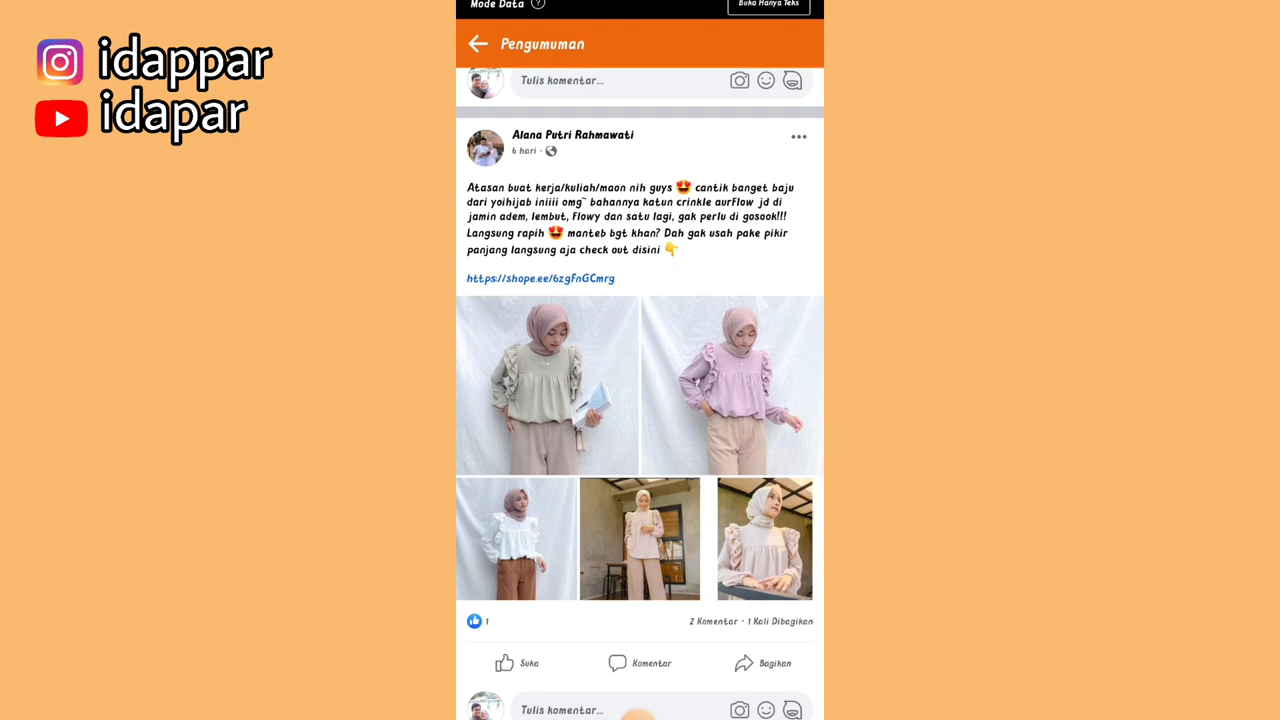 idappar
idapar
Mode Data ?
Buka Hanya Teks
Pengumuman
Tulis komentar...
Alana Putri Rahmawati
6 hari ·
Atasan buat kerja/kuliah/maon nih guys 😍 cantik banget baju
dari yoihijab iniiii omg~ bahannya katun crinkle aurflow jd di
jamin adem, lembut, flowy dan satu lagi, gak perlu di gosook!!!
Langsung rapih 😍 manteb bgt khan? Dah gak usah pake pikir
panjang langsung aja check out disini 👇
https://shope.ee/6zgFnGCmrg
1
2 Komentar · 1 Kali Dibagikan
Suka
Komentar
Bagikan
Tulis komentar...